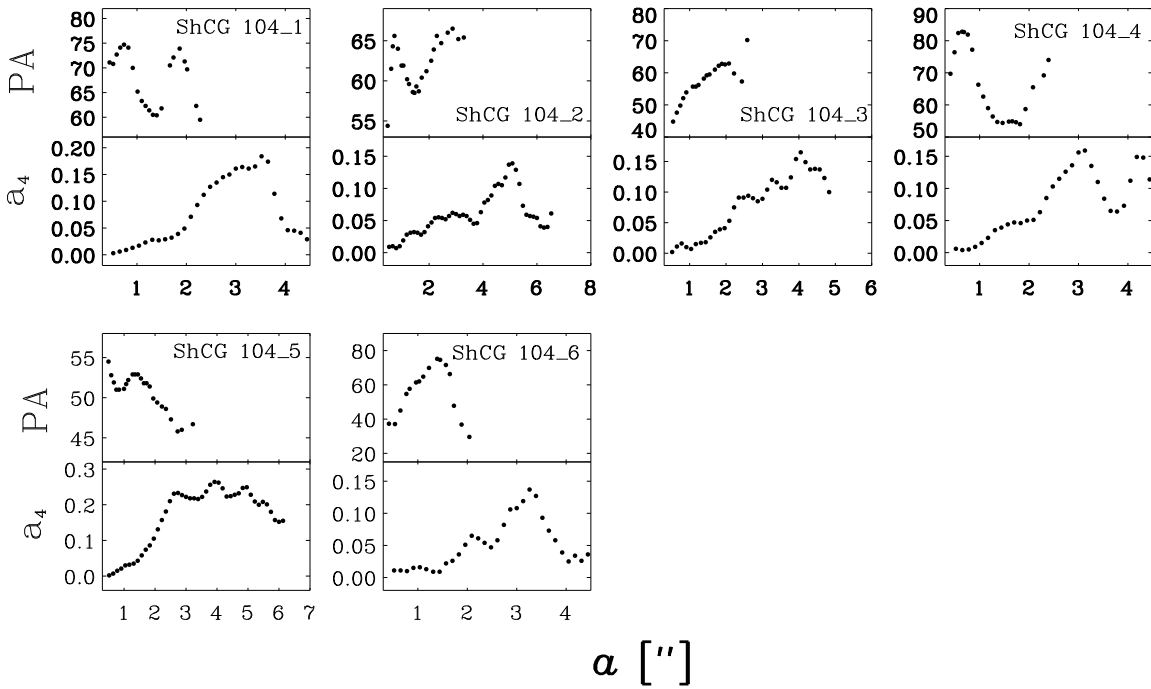 PA
80 75 70 65 60
ShCG 104_1
65 60 55
ShCG 104_2
80 70 60 50 40
ShCG 104_3
90 80 70 60 50
ShCG 104_4
a4
0.20 0.15 0.10 0.05 0.00
0.15 0.10 0.05 0.00
0.15 0.10 0.05 0.00
0.15 0.10 0.05 0.00
1 2 3 4
2 4 6 8
1 2 3 4 5 6
1 2 3 4
PA
55 50 45
ShCG 104_5
80 60 40 20
ShCG 104_6
a4
0.3 0.2 0.1 0.0
0.15 0.10 0.05 0.00
1 2 3 4 5 6 7
1 2 3 4
a ["]